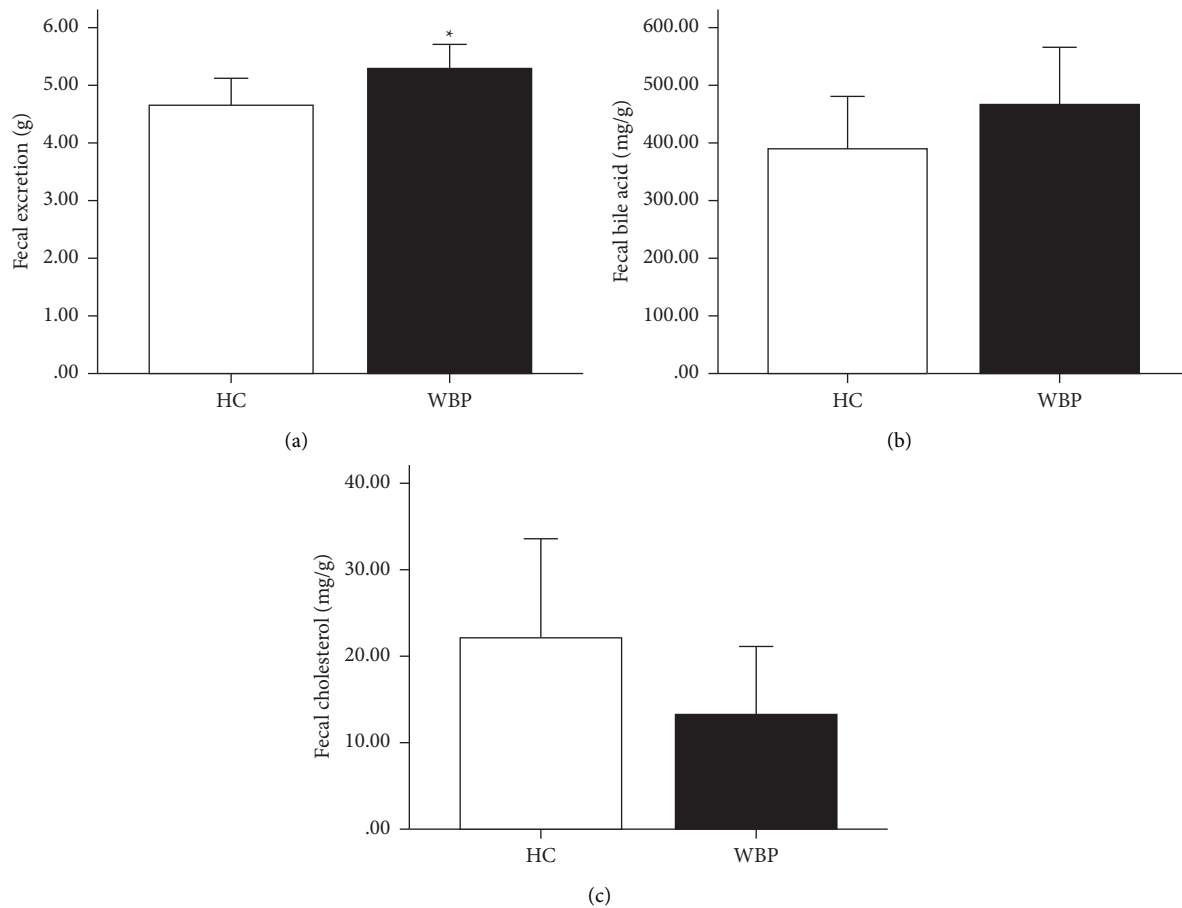 6.00
5.00
4.00
3.00
2.00
1.00
.00
Fecal excretion (g)
*
HC WBP
(a)
600.00
500.00
400.00
300.00
200.00
100.00
.00
Fecal bile acid (mg/g)
HC WBP
(b)
40.00
30.00
20.00
10.00
.00
Fecal cholesterol (mg/g)
HC WBP
(c)